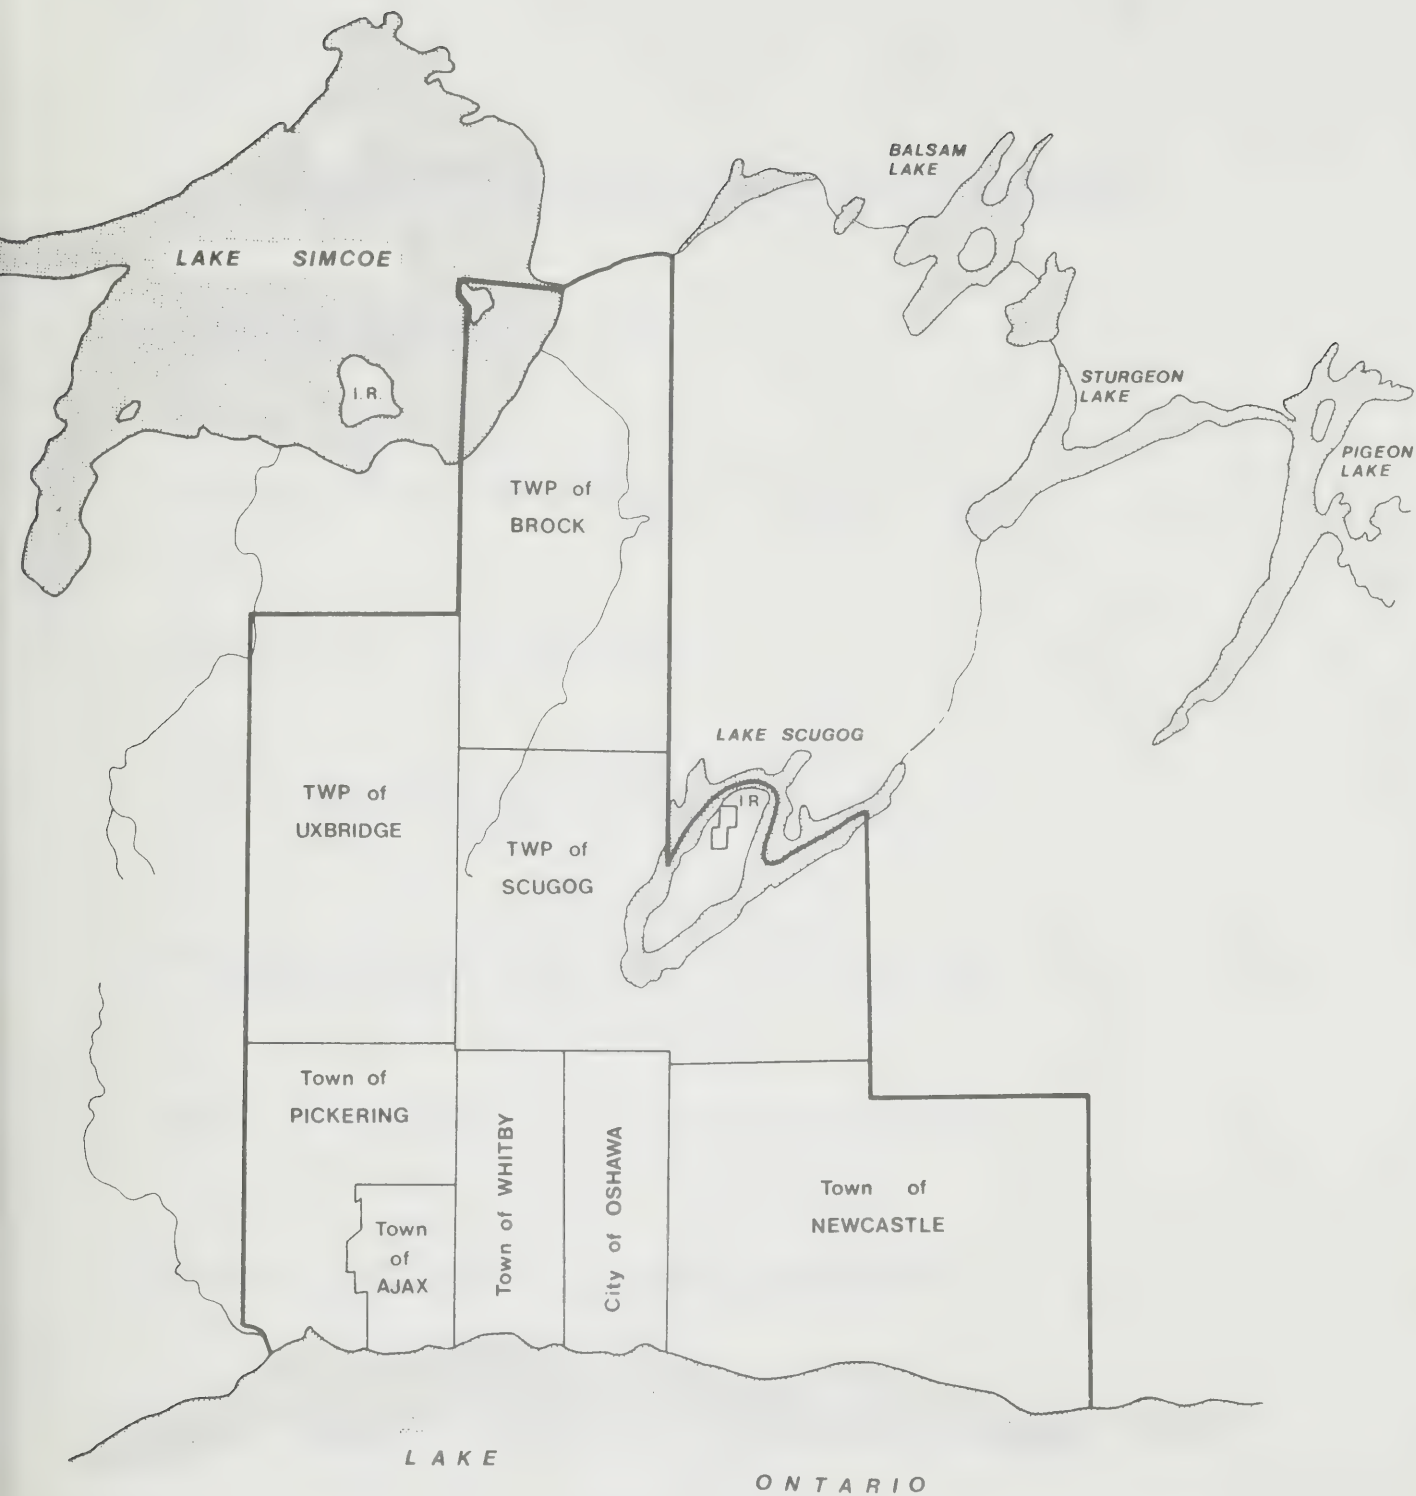 BALSAM
LAKE
LAKE SIMCOE
STURGEON
LAKE
I.R.
PIGEON
LAKE
TWP of
BROCK
LAKE SCUGOG
TWP of
UXBRIDGE
I R
TWP of
SCUGOG
Town of
PICKERING
Town of WHITBY
City of OSHAWA
Town of
NEWCASTLE
Town
of
AJAX
LAKE
ONTARIO